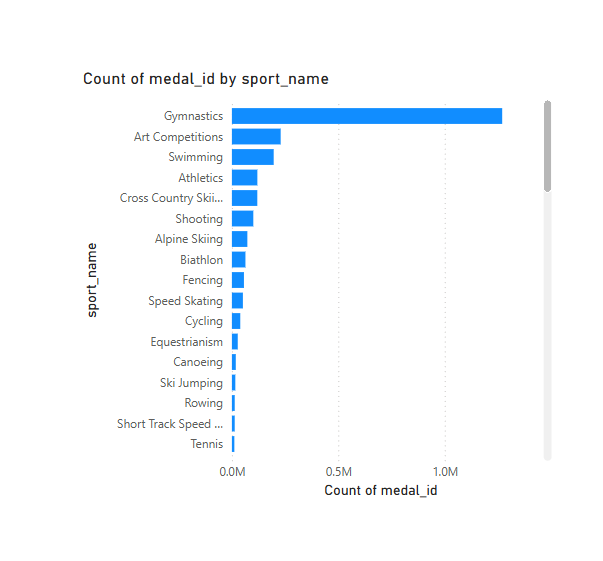 Count of medal_id by sport_name
sport_name
Gymnastics
Art Competitions
Swimming
Athletics
Cross Country Skii...
Shooting
Alpine Skiing
Biathlon
Fencing
Speed Skating
Cycling
Equestrianism
Canoeing
Ski Jumping
Rowing
Short Track Speed ...
Tennis
0.0M 0.5M 1.0M
Count of medal_id